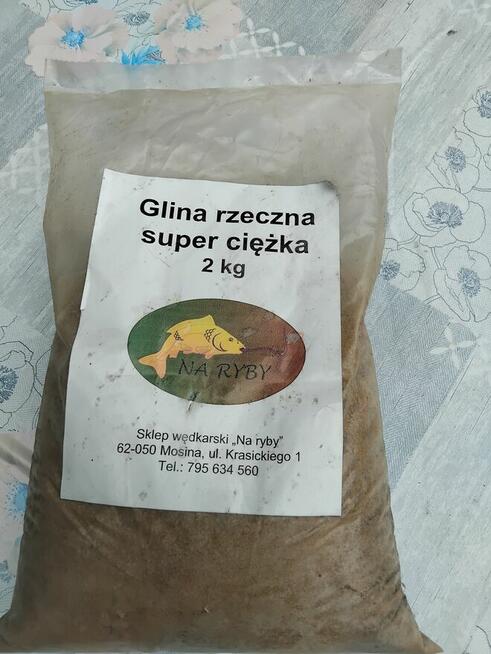 Glina rzeczna
super ciężka
2 kg
NA RYBY
Sklep wędkarski „Na ryby”
62-050 Mosina, ul. Krasickiego 1
Tel.: 795 634 560